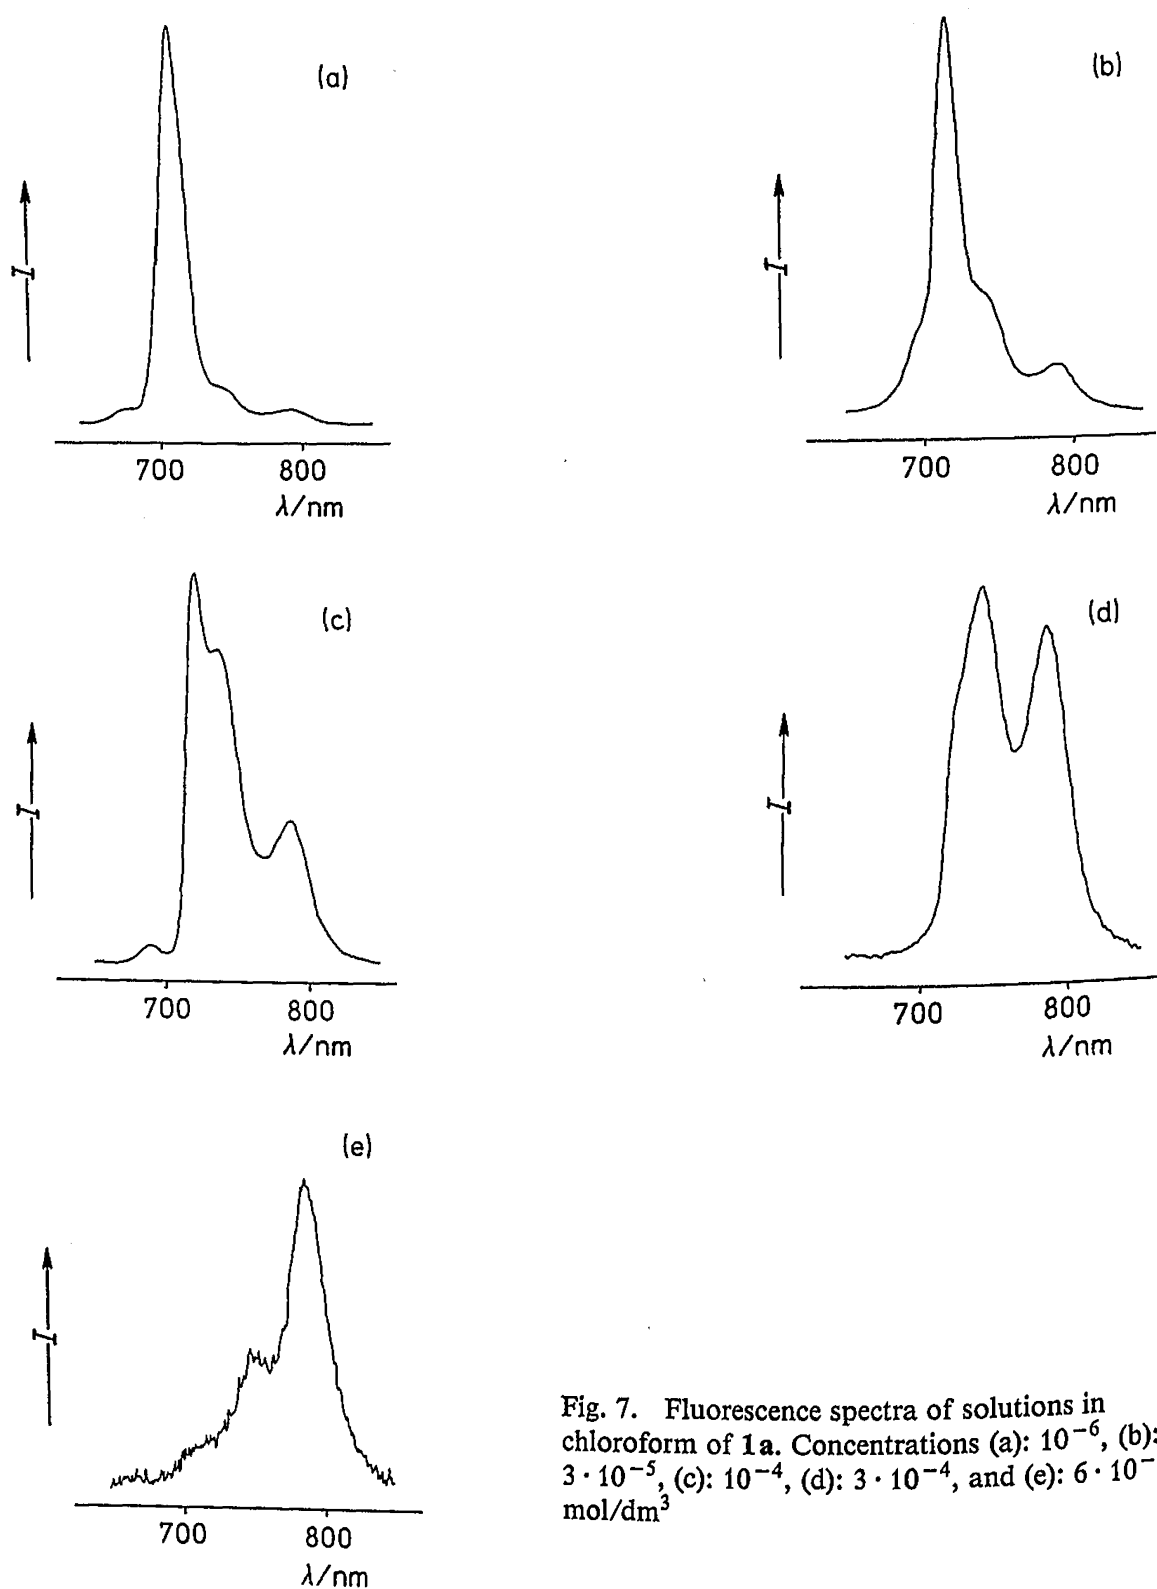 (a)
I
700 800
λ/nm
(b)
I
700 800
λ/nm
(c)
I
700 800
λ/nm
(d)
I
700 800
λ/nm
(e)
I
700 800
λ/nm
Fig. 7. Fluorescence spectra of solutions in
chloroform of 1a. Concentrations (a): 10⁻⁶, (b):
3 · 10⁻⁵, (c): 10⁻⁴, (d): 3 · 10⁻⁴, and (e): 6 · 10⁻
mol/dm³